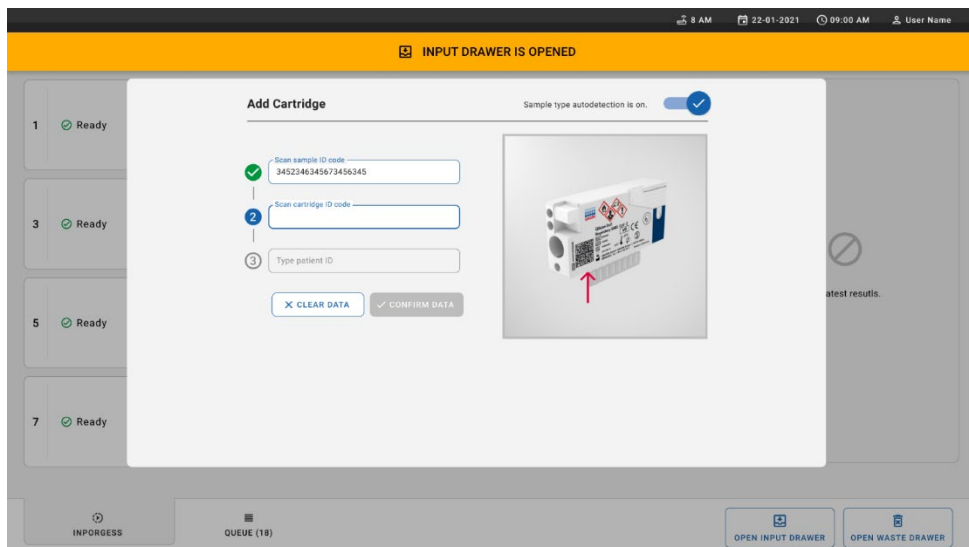 8 AM 22-01-2021 09:00 AM User Name
INPUT DRAWER IS OPENED
Add Cartridge
Sample type autodetection is on.
1 Ready
Scan sample ID code
3452346345673456345
3 Ready
Scan cartridge ID code
2
3 Type patient ID
CLEAR DATA
CONFIRM DATA
atest resutls.
5 Ready
7 Ready
INPORGESS
QUEUE (18)
OPEN INPUT DRAWER
OPEN WASTE DRAWER